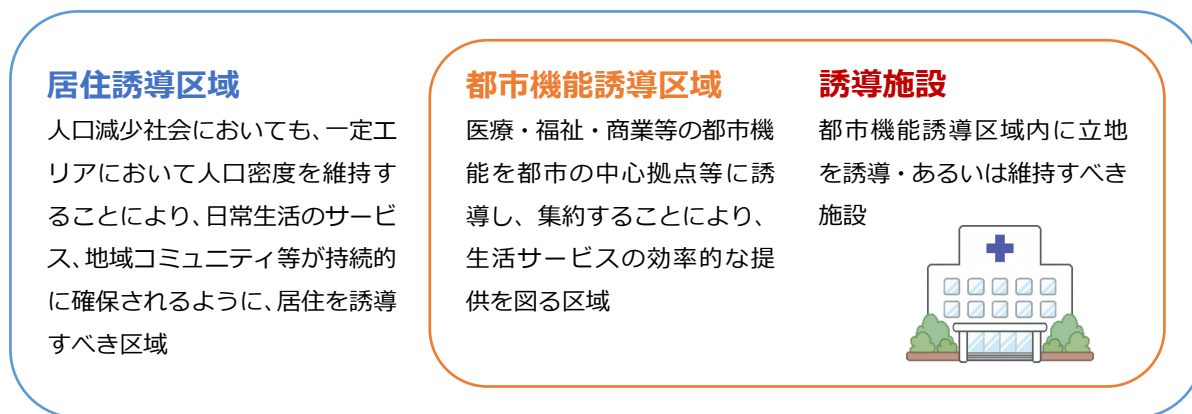 居住誘導区域
人口減少社会においても、一定エ
リアにおいて人口密度を維持す
ることにより、日常生活のサービ
ス、地域コミュニティ等が持続的
に確保されるように、居住を誘導
すべき区域
都市機能誘導区域
医療・福祉・商業等の都市機
能を都市の中心拠点等に誘
導し、集約することにより、
生活サービスの効率的な提
供を図る区域
誘導施設
都市機能誘導区域内に立地
を誘導・あるいは維持すべき
施設